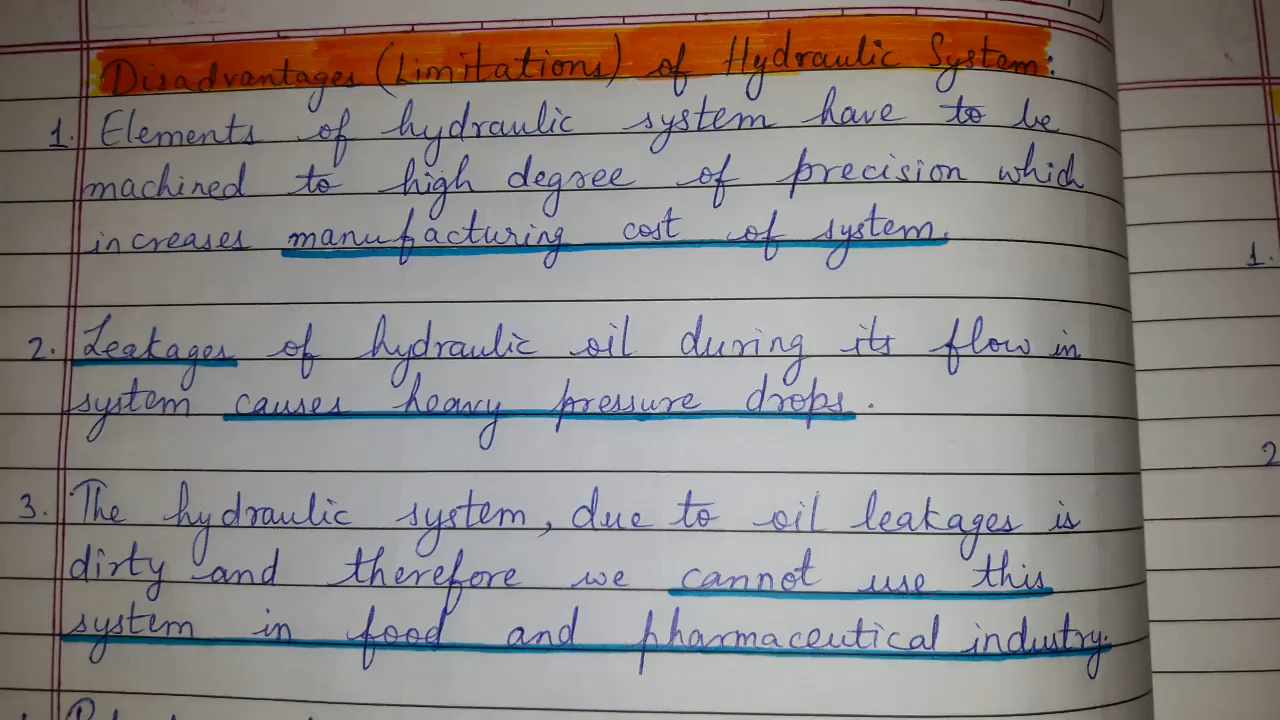 Disadvantages (Limitations) of Hydraulic System:
1. Elements of hydraulic system have to be
machined to high degree of precision which
increases manufacturing cost of system.
2. Leakages of hydraulic oil during its flow in
system causes heavy pressure drops.
3. The hydraulic system, due to oil leakages is
dirty and therefore we cannot use this
system in food and pharmaceutical industry.
1.
2